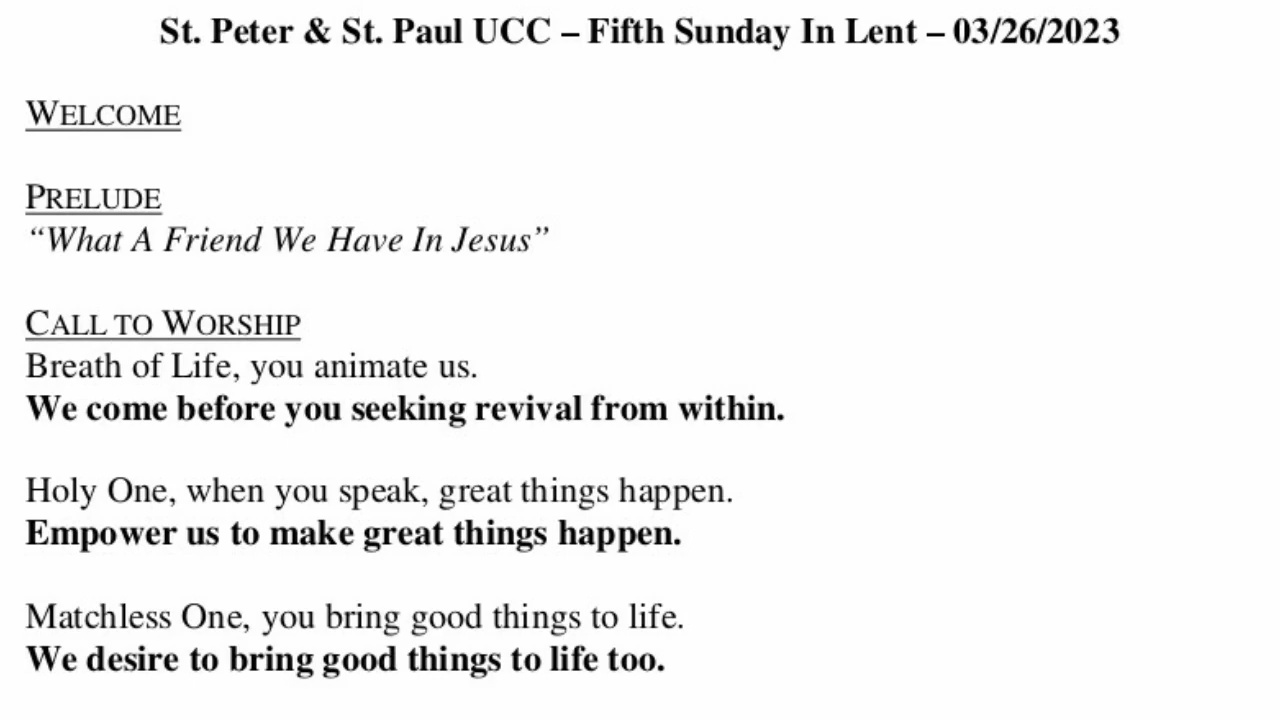 St. Peter & St. Paul UCC – Fifth Sunday In Lent – 03/26/2023
WELCOME
PRELUDE
“What A Friend We Have In Jesus”
CALL TO WORSHIP
Breath of Life, you animate us.
We come before you seeking revival from within.
Holy One, when you speak, great things happen.
Empower us to make great things happen.
Matchless One, you bring good things to life.
We desire to bring good things to life too.